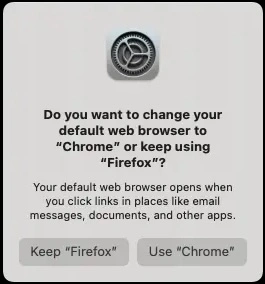 Do you want to change your
default web browser to
“Chrome” or keep using
“Firefox”?
Your default web browser opens when
you click links in places like email
messages, documents, and other apps.
Keep “Firefox”
Use “Chrome”